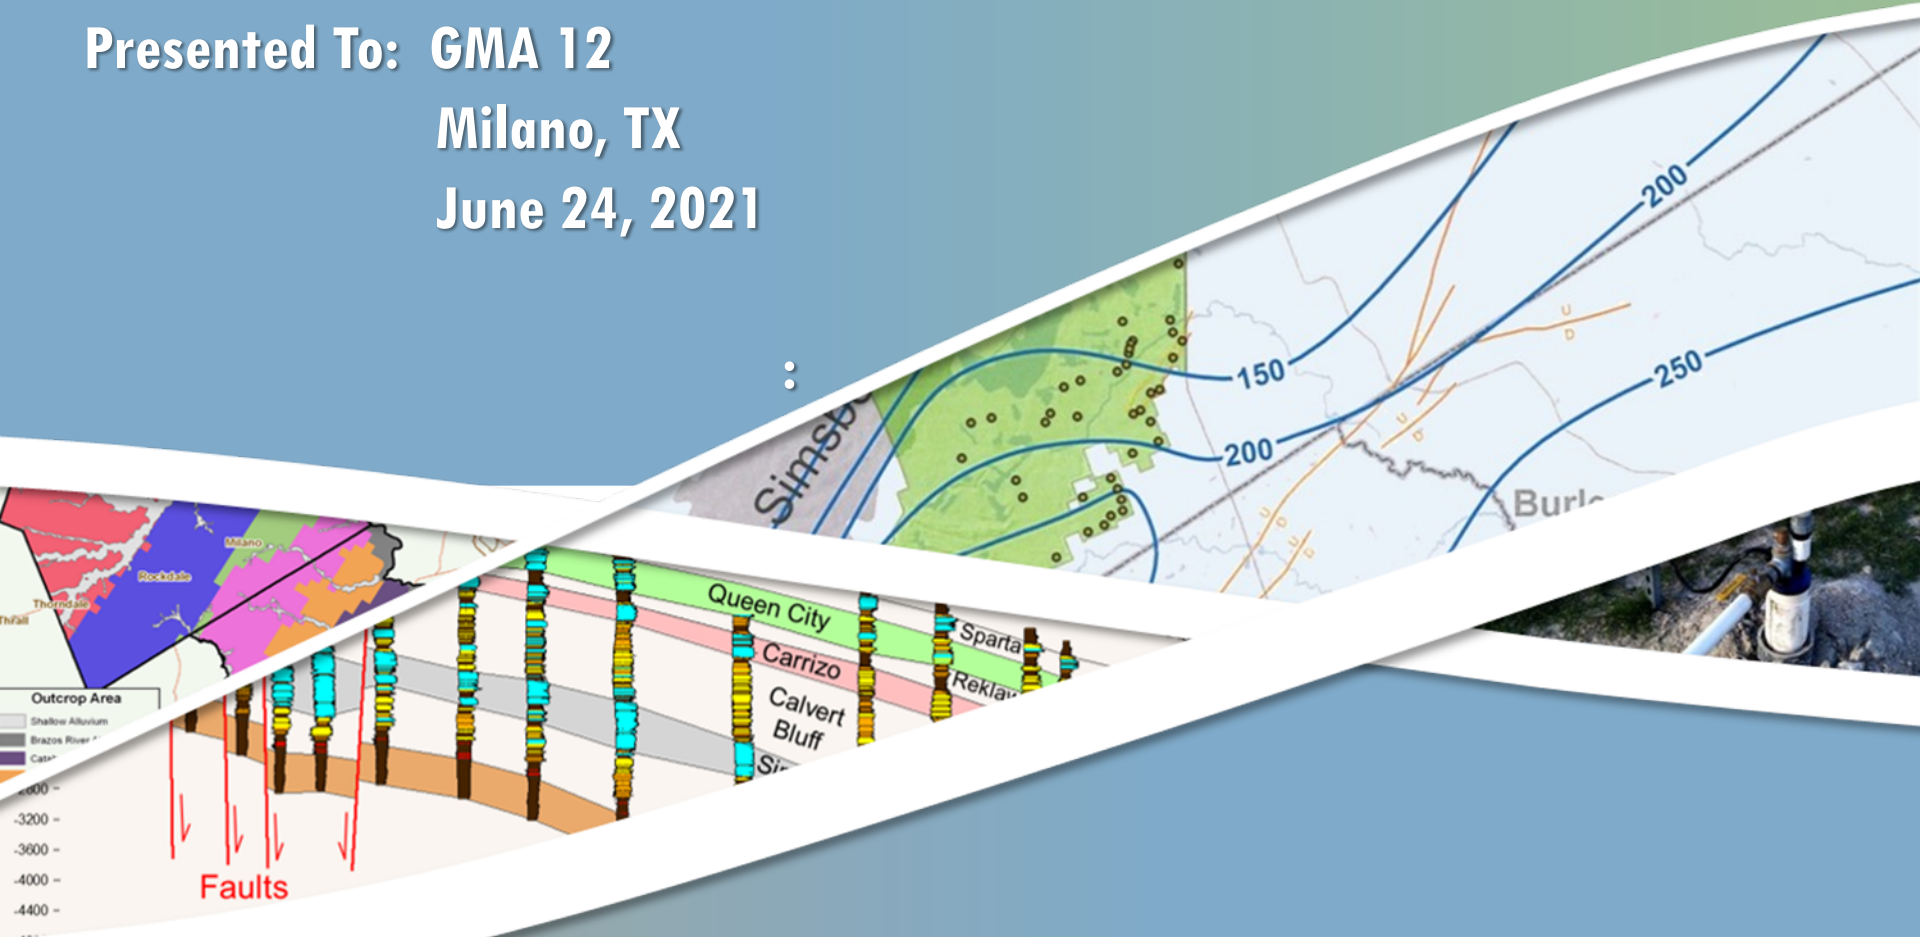 Presented To: GMA 12
Milano, TX
June 24, 2021
:
200
150
250
200
U
D
U
D
U
D
U
D
Milano
Rockdale
Thorndale
Thrall
Queen City
Sparta
Carrizo
Calvert
Bluff
Outcrop Area
Shallow Alluvium
Brazos River
-3200
-3600
-4000
-4400
Faults